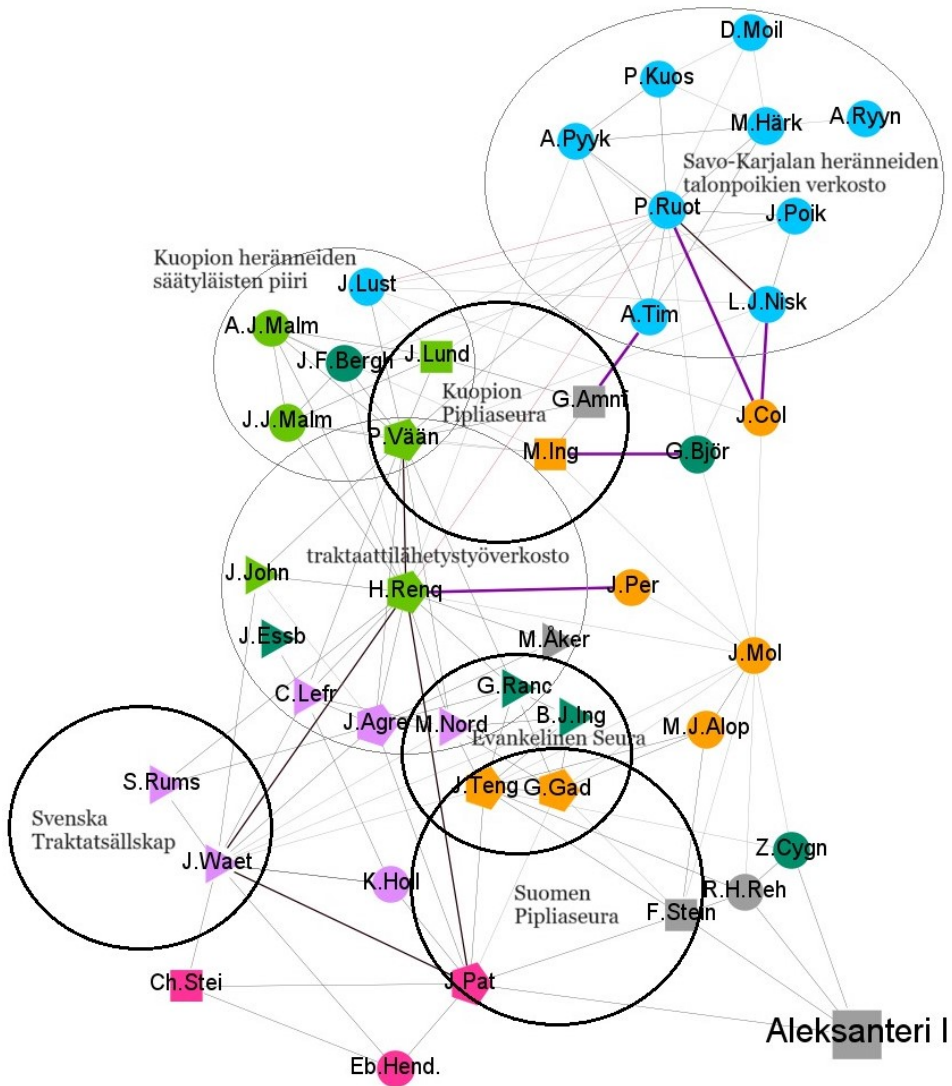 D.Moil
P.Kuos
A.Ryyn
M.Härk
A.Pyyk
Savo-Karjalan heränneiden
talonpoikien verkosto
P.Ruot
J.Poik
Kuopion heränneiden
säätyläisten piiri
J.Lust
L.J.Nisk
A.Tim
A.J.Malm
J.F.Bergh
J.Lund
Kuopion
Pipliaseura
G.Amnf
J.Col
J.J.Malm
P.Vään
M.Ing
G.Björ
traktaattilähetystyöverkosto
J.John
H.Renq
J.Per
J.Essb
M.Åker
J.Mol
G.Ranc
C.Lefr
J.Agre
M.Nord
B.J.Ing
M.J.Alop
Evankelinen Seura
S.Rums
J.Teng
G.Gad
Svenska
Traktatsällskap
Z.Cygn
J.Waet
K.Holl
R.H.Reh
Suomen
Pipliaseura
F.Stein
Ch.Stei
J.Pat
Aleksanteri I
Eb.Hend.